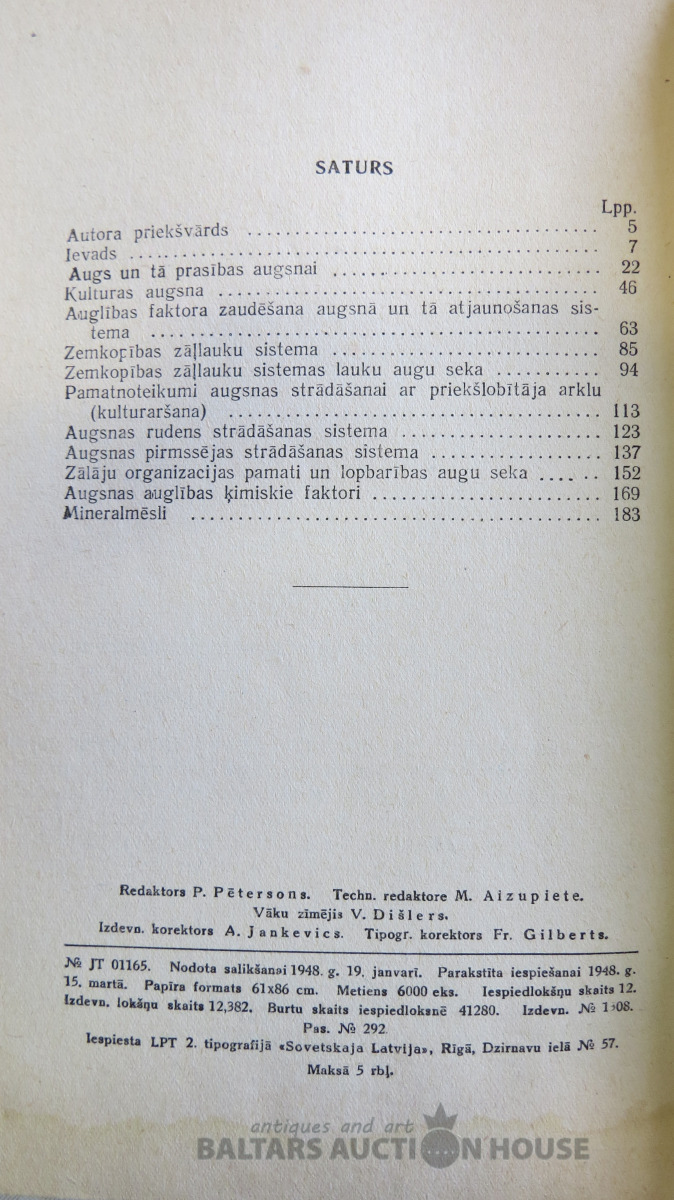 SATURS
Lpp.
Autora priekšvārds .......... 5
Ievads .......... 7
Augs un tā prasības augsnai .......... 22
Kulturas augsna .......... 46
Auglības faktora zaudēšana augsnā un tā atjaunošanas sis-
tema .......... 63
Zemkopības zāļlauku sistema .......... 85
Zemkopības zāļlauku sistemas lauku augu seka .......... 94
Pamatnoteikumi augsnas strādāšanai ar priekšlobītāja arklu
(kulturaršana) .......... 113
Augsnas rudens strādāšanas sistema .......... 123
Augsnas pirmssējas strādāšanas sistema .......... 137
Zālāju organizacijas pamati un lopbarības augu seka .......... 152
Augsnas auglības ķimiskie faktori .......... 169
Mineralmēsli .......... 183
Redaktors P. Pētersons. Techn. redaktore M. Aizupiete.
Vāku zīmējis V. Dišlers.
Izdevn. korektors A. Jankevics. Tipogr. korektors Fr. Gilberts.
№ JT 01165. Nodota salikšanai 1948. g. 19. janvarī. Parakstīta iespiešanai 1948. g.
15. martā. Papīra formats 61x86 cm. Metiens 6000 eks. Iespiedlokšņu skaits 12.
Izdevn. lokšņu skaits 12,382. Burtu skaits iespiedloksnē 41280. Izdevn. №
Pas. № 292.
Iespiesta LPT 2. tipografijā «Sovetskaja Latvija», Rīgā, Dzirnavu ielā № 57.
Maksā 5 rbļ.
antiques and art
BALTARS AUCTION HOUSE